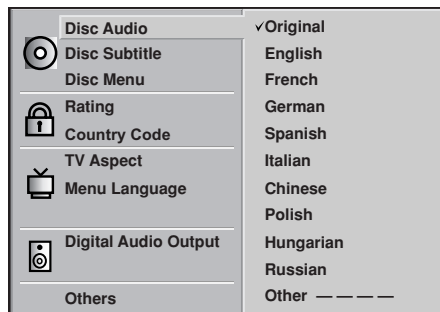 Disc Audio
Disc Subtitle
Disc Menu
Rating
Country Code
TV Aspect
Menu Language
Digital Audio Output
Others
✓Original
English
French
German
Spanish
Italian
Chinese
Polish
Hungarian
Russian
Other — — — —